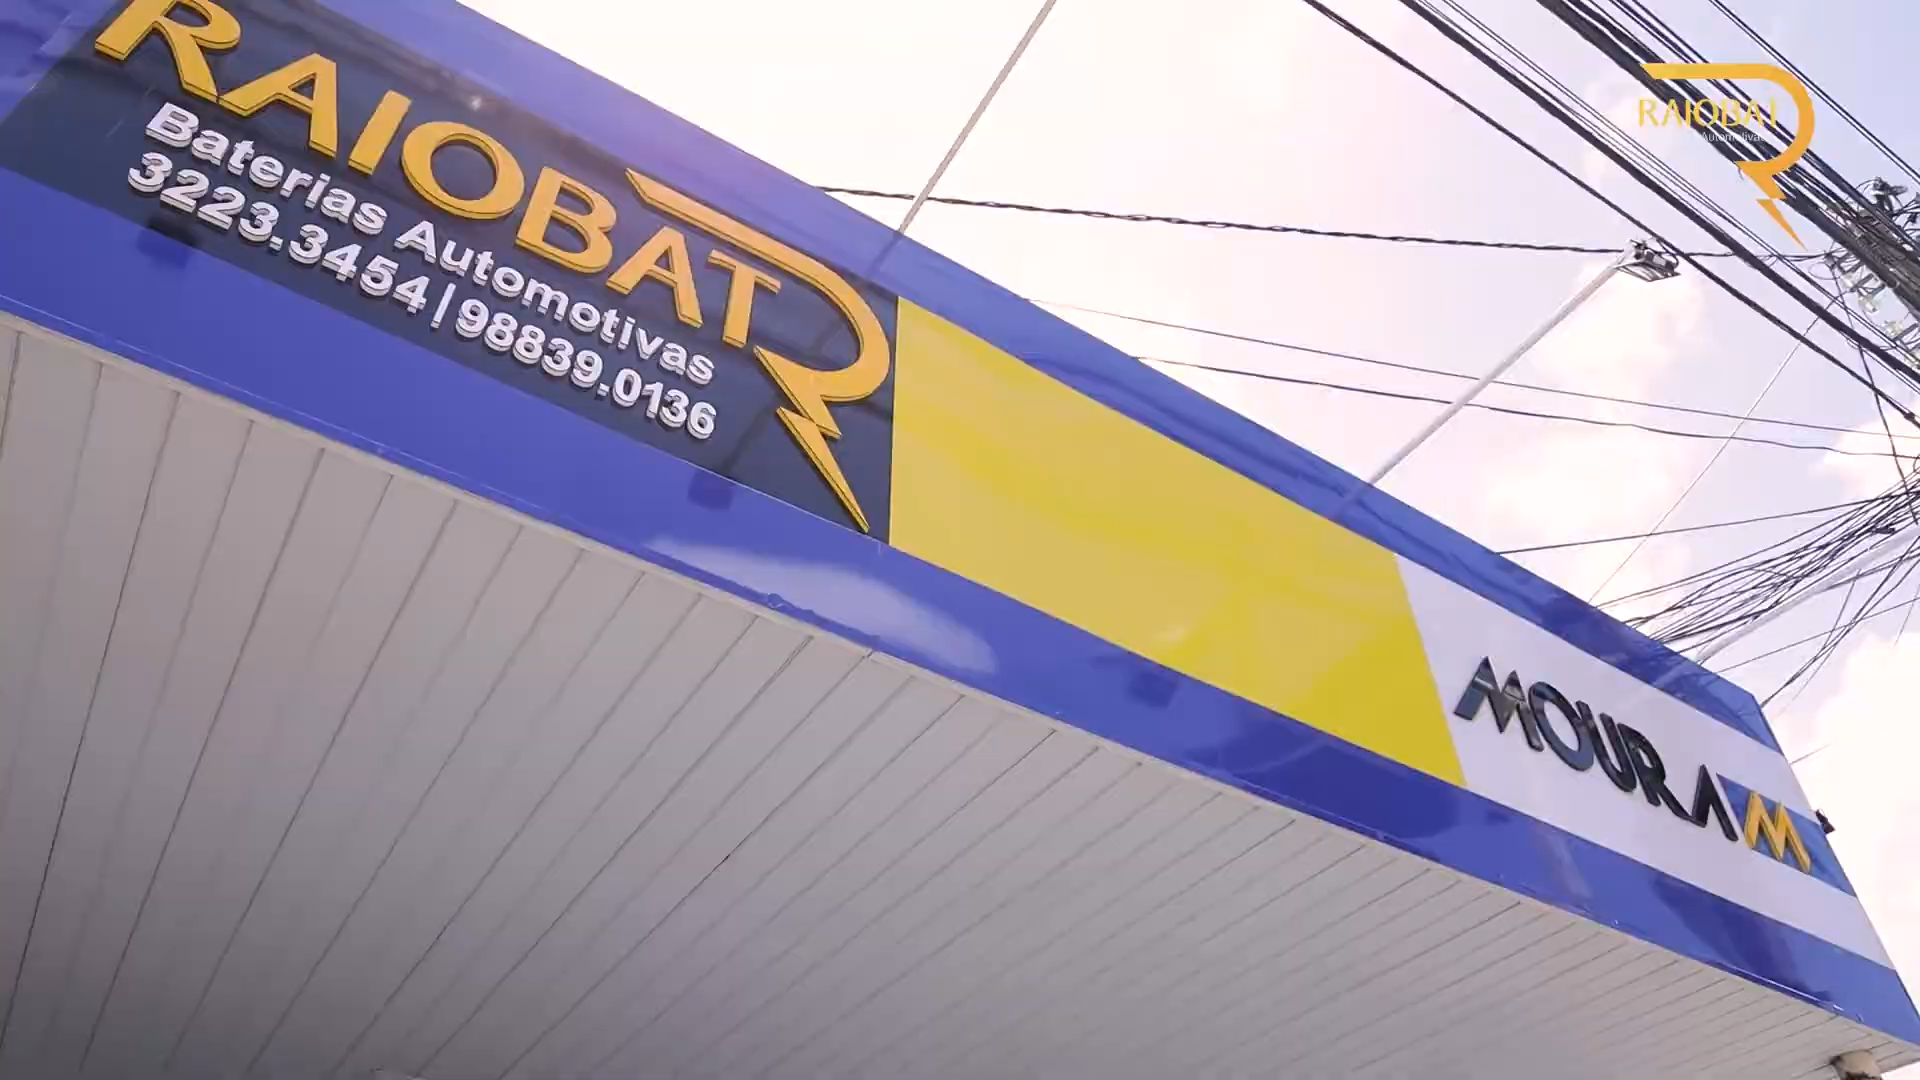 RAIOBAT
Baterias Automotivas
3223.3454|98839.0136
MOURA M
RAIOBAT
Automotivas